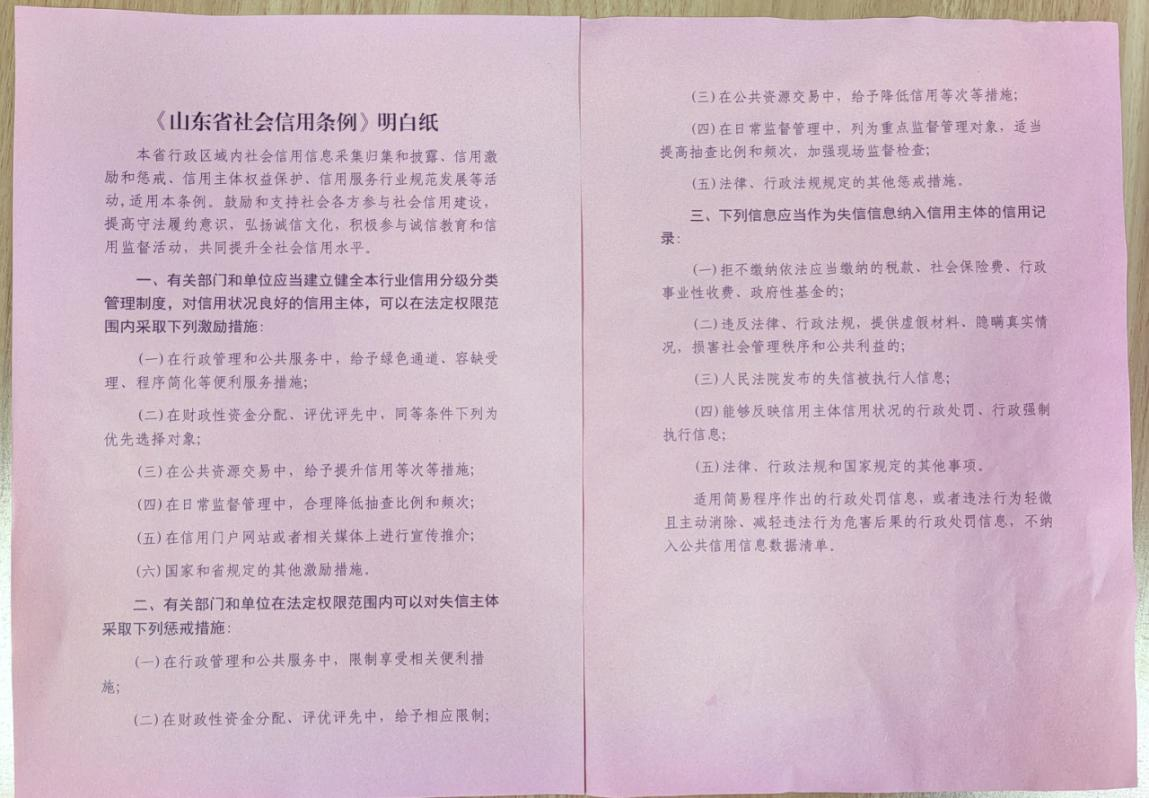 《山东省社会信用条例》明白纸
本省行政区域内社会信用信息采集归集和披露、信用激
励和惩戒、信用主体权益保护、信用服务行业规范发展等活
动,适用本条例。鼓励和支持社会各方参与社会信用建设，
提高守法履约意识，弘扬诚信文化，积极参与诚信教育和信
用监督活动，共同提升全社会信用水平。
一、有关部门和单位应当建立健全本行业信用分级分类
管理制度，对信用状况良好的信用主体，可以在法定权限范
围内采取下列激励措施：
(一)在行政管理和公共服务中，给予绿色通道、容缺受
理、程序简化等便利服务措施；
(二)在财政性资金分配、评优评先中，同等条件下列为
优先选择对象；
(三)在公共资源交易中，给予提升信用等次等措施；
(四)在日常监督管理中，合理降低抽查比例和频次；
(五)在信用门户网站或者相关媒体上进行宣传推介；
(六)国家和省规定的其他激励措施。
二、有关部门和单位在法定权限范围内可以对失信主体
采取下列惩戒措施：
(一)在行政管理和公共服务中，限制享受相关便利措
施；
(二)在财政性资金分配、评优评先中，给予相应限制；
(三)在公共资源交易中，给予降低信用等次等措施；
(四)在日常监督管理中，列为重点监督管理对象，适当
提高抽查比例和频次，加强现场监督检查；
(五)法律、行政法规规定的其他惩戒措施。
三、下列信息应当作为失信信息纳入信用主体的信用记
录：
(一)拒不缴纳依法应当缴纳的税款、社会保险费、行政
事业性收费、政府性基金的；
(二)违反法律、行政法规，提供虚假材料、隐瞒真实情
况，损害社会管理秩序和公共利益的；
(三)人民法院发布的失信被执行人信息；
(四)能够反映信用主体信用状况的行政处罚、行政强制
执行信息；
(五)法律、行政法规和国家规定的其他事项。
适用简易程序作出的行政处罚信息，或者违法行为轻微
且主动消除、减轻违法行为危害后果的行政处罚信息，不纳
入公共信用信息数据清单。